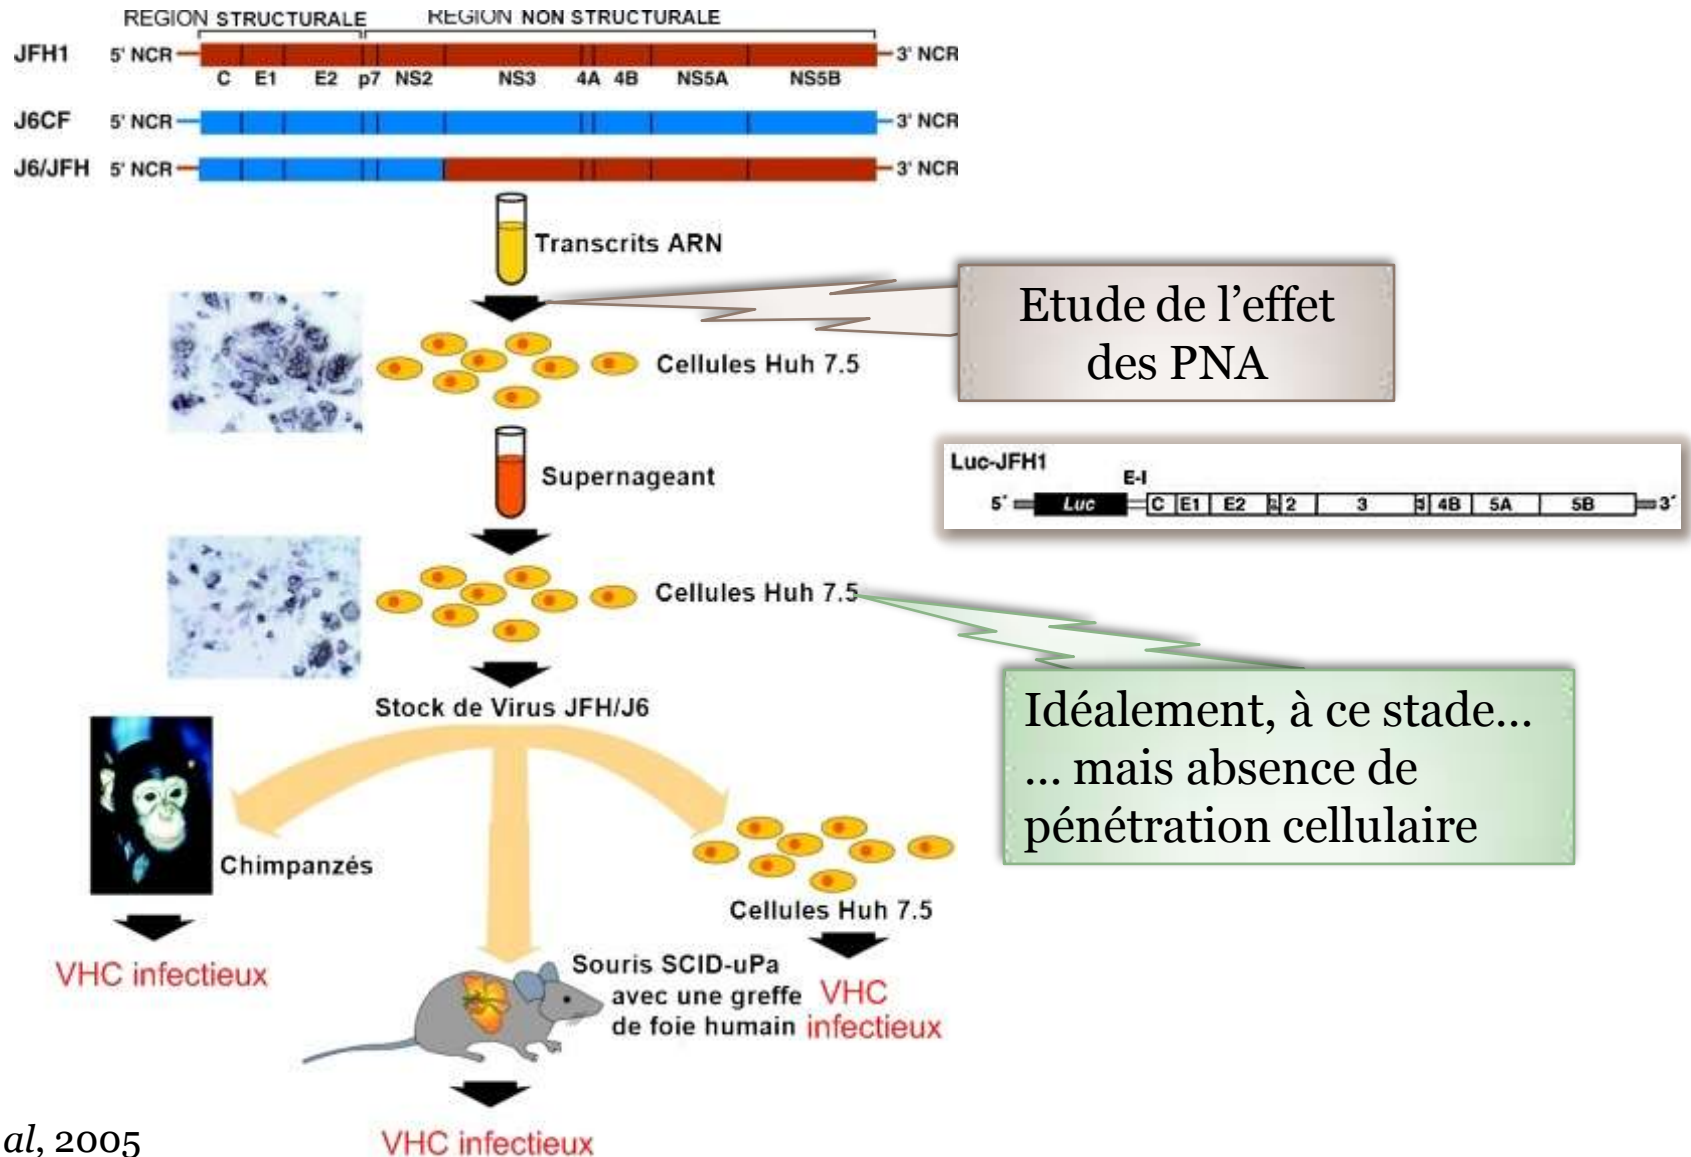 REGION STRUCTURALE REGION NON STRUCTURALE
JFH1 5' NCR 3' NCR
C E1 E2 p7 NS2 NS3 4A 4B NS5A NS5B
J6CF 5' NCR 3' NCR
J6/JFH 5' NCR 3' NCR
Transcrits ARN
Etude de l’effet
des PNA
Cellules Huh 7.5
Luc-JFH1
E-I
5´ Luc C E1 E2 2 3 4B 5A 5B 3´
Supernageant
Cellules Huh 7.5
Idéalement, à ce stade...
... mais absence de
pénétration cellulaire
Stock de Virus JFH/J6
Chimpanzés
Cellules Huh 7.5
VHC infectieux
Souris SCID-uPa
avec une greffe
de foie humain
VHC
infectieux
VHC infectieux
al, 2005